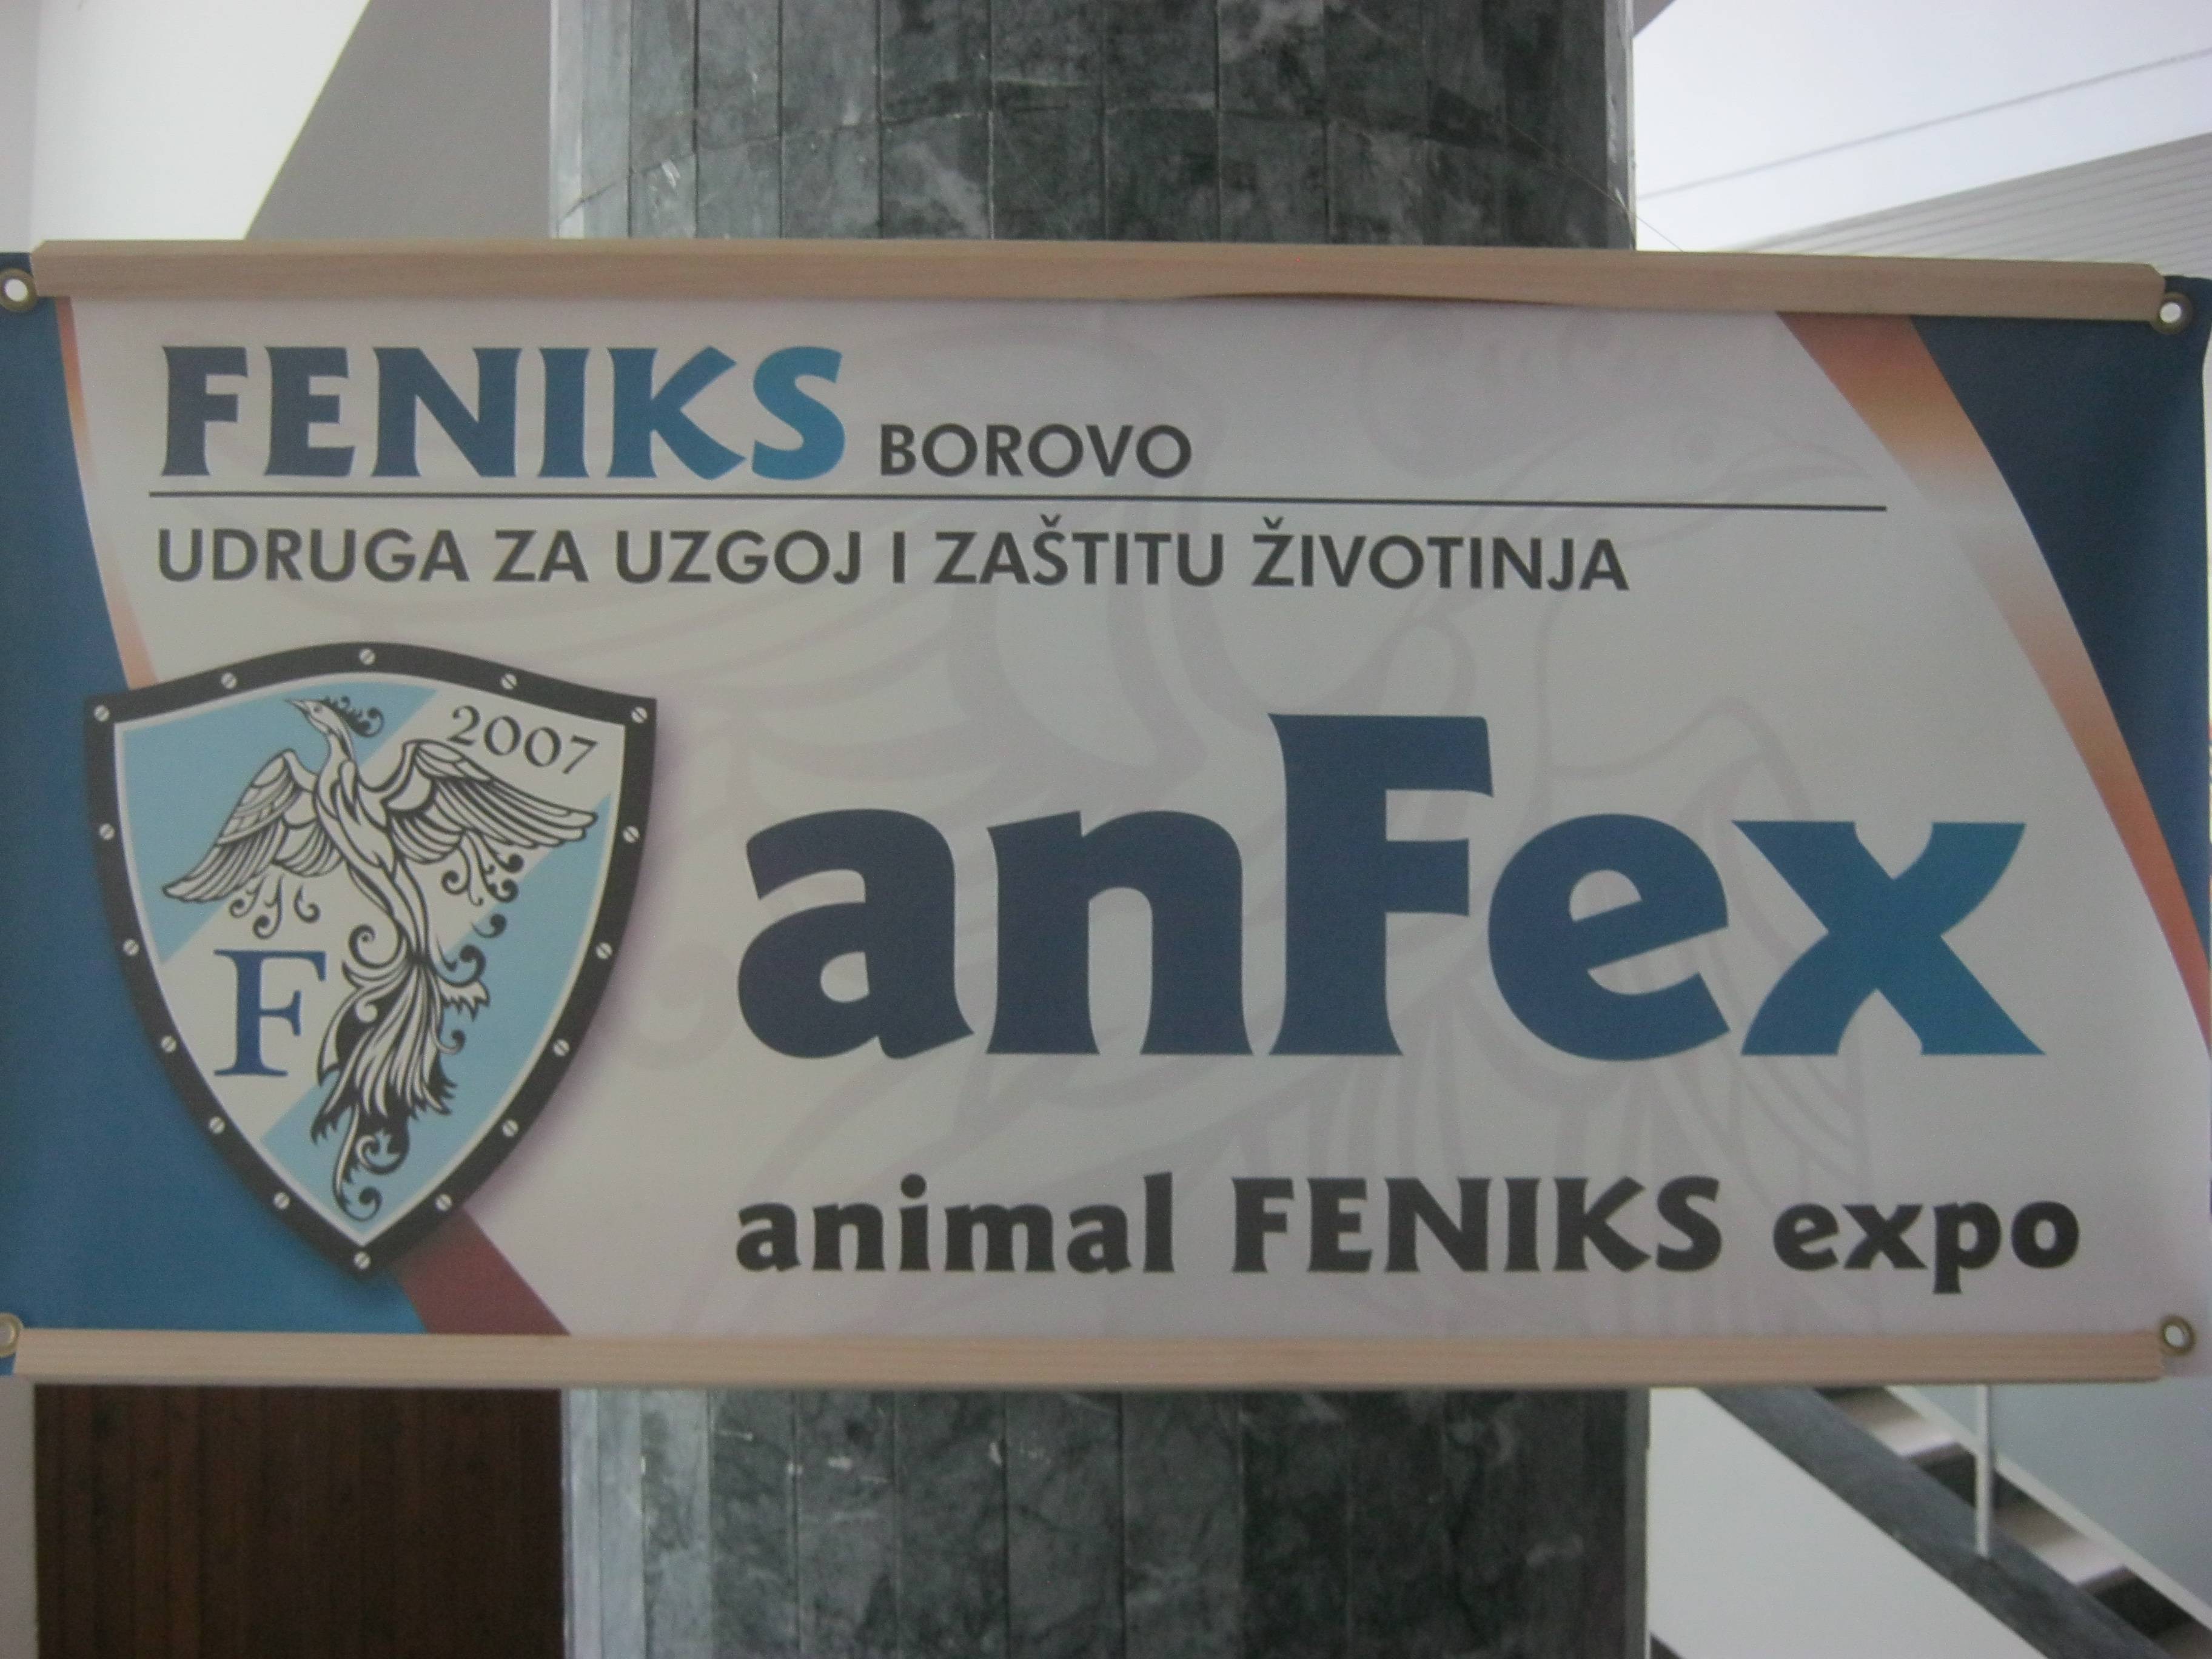 FENIKS BOROVO
UDRUGA ZA UZGOJ I ZAŠTITU ŽIVOTINJA
2007
F
anFex
animal FENIKS expo